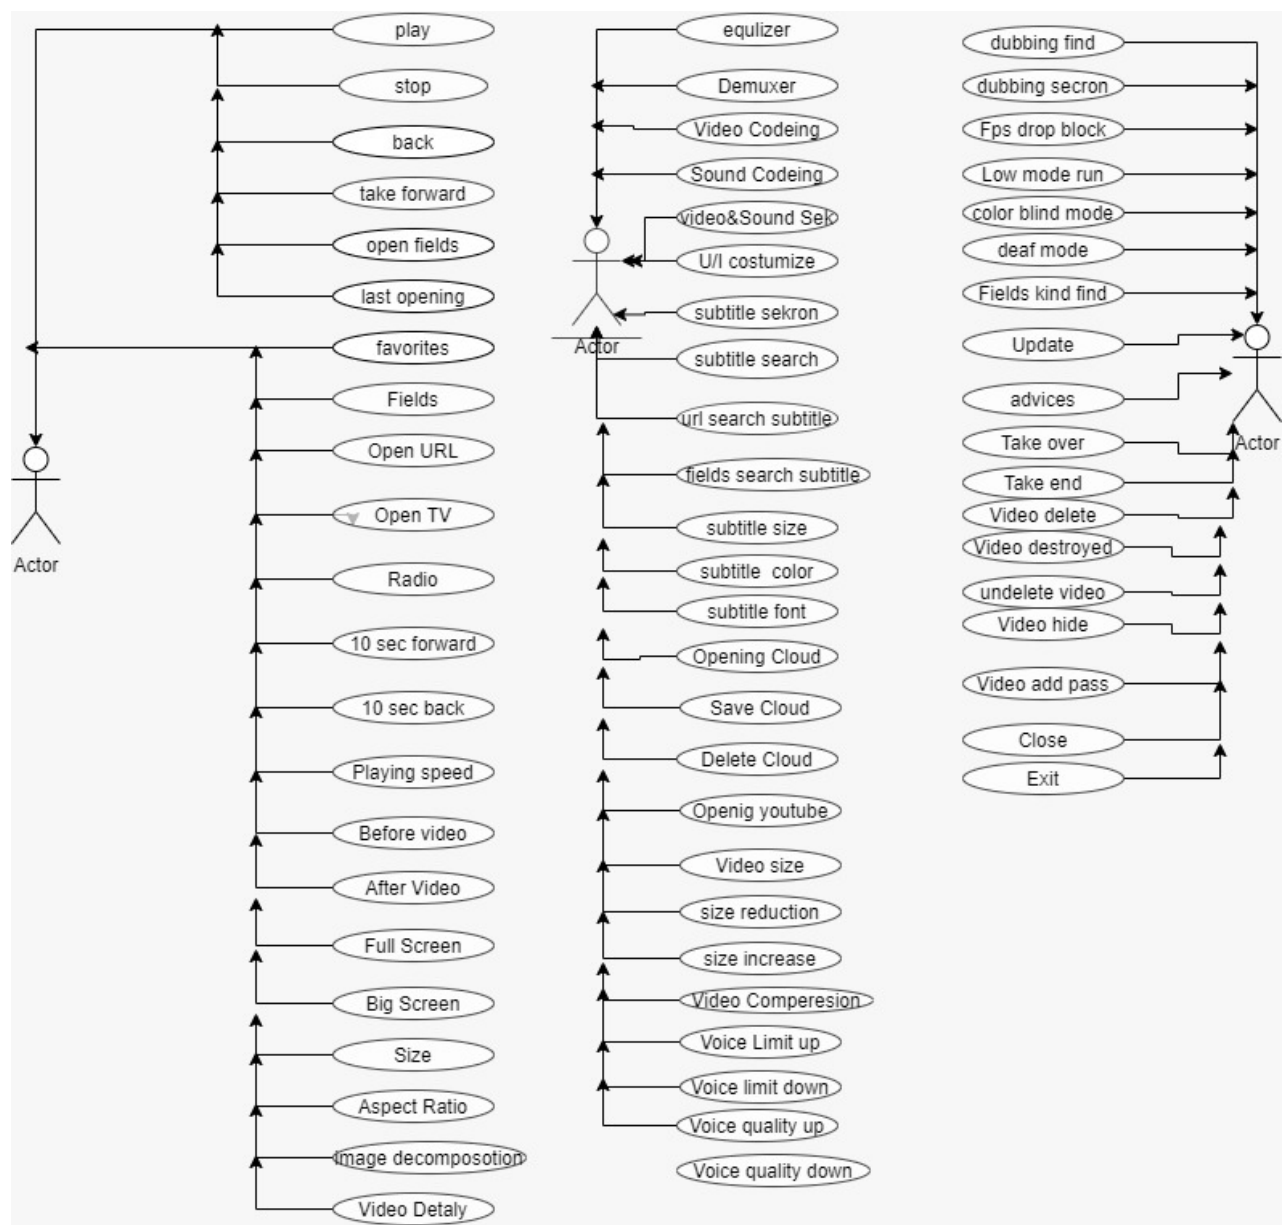 play
stop
back
take forward
open fields
last opening
favorites
Fields
Open URL
Open TV
Radio
10 sec forward
10 sec back
Playing speed
Before video
After Video
Full Screen
Big Screen
Size
Aspect Ratio
Image decomposotion
Video Detaly
Actor
equlizer
Demuxer
Video Codeing
Sound Codeing
video&Sound Sek
U/I costumize
subtitle sekron
subtitle search
url search subtitle
fields search subtitle
subtitle size
subtitle color
subtitle font
Opening Cloud
Save Cloud
Delete Cloud
Openig youtube
Video size
size reduction
size increase
Video Comperesion
Voice Limit up
Voice limit down
Voice quality up
Voice quality down
Actor
dubbing find
dubbing secron
Fps drop block
Low mode run
color blind mode
deaf mode
Fields kind find
Update
advices
Take over
Take end
Video delete
Video destroyed
undelete video
Video hide
Video add pass
Close
Exit
Actor